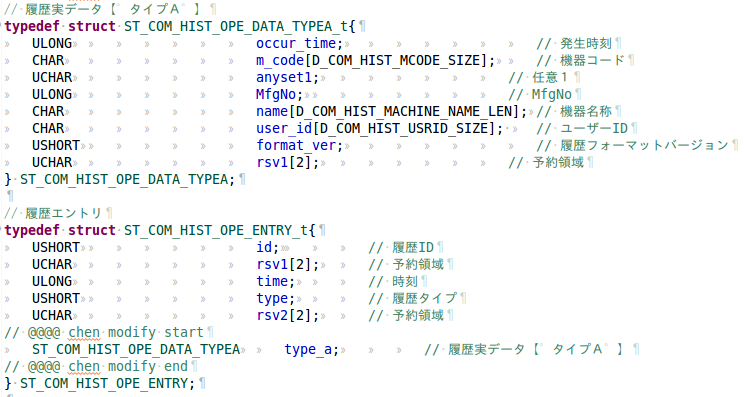 // 履歴実データ【 タイプA 】
typedef struct ST_COM_HIST_OPE_DATA_TYPEA_t{
ULONG occur_time; // 発生時刻
CHAR m_code[D_COM_HIST_MCODE_SIZE]; // 機器コード
UCHAR anyset1; // 任意１
ULONG MfgNo; // MfgNo
CHAR name[D_COM_HIST_MACHINE_NAME_LEN]; // 機器名称
CHAR user_id[D_COM_HIST_USRID_SIZE]; // ユーザーID
USHORT format_ver; // 履歴フォーマットバージョン
UCHAR rsv1[2]; // 予約領域
} ST_COM_HIST_OPE_DATA_TYPEA;
// 履歴エントリ
typedef struct ST_COM_HIST_OPE_ENTRY_t{
USHORT id; // 履歴ID
UCHAR rsv1[2]; // 予約領域
ULONG time; // 時刻
USHORT type; // 履歴タイプ
UCHAR rsv2[2]; // 予約領域
// @@@@ chen modify start
ST_COM_HIST_OPE_DATA_TYPEA type_a; // 履歴実データ【 タイプA 】
// @@@@ chen modify end
} ST_COM_HIST_OPE_ENTRY;